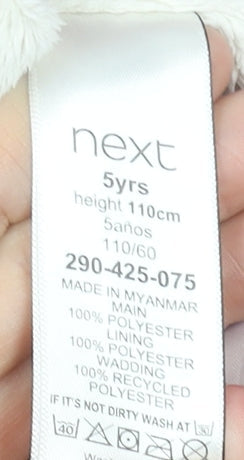 next
5yrs
height 110cm
5años
110/60
290-425-075
MADE IN MYANMAR
MAIN
100% POLYESTER
LINING
100% POLYESTER
WADDING
100% RECYCLED
POLYESTER
IF IT'S NOT DIRTY WASH AT 30
40